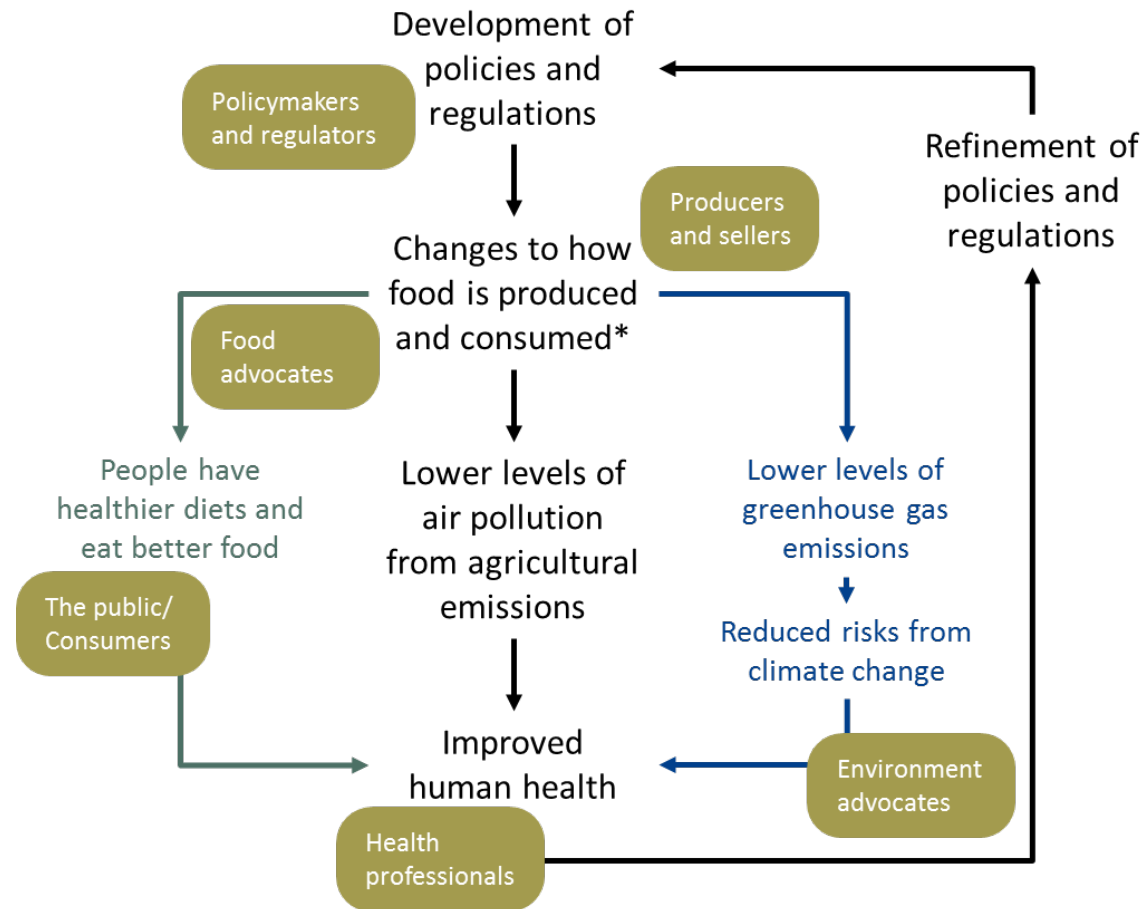 Development of
policies and
regulations
Policymakers
and regulators
Refinement of
policies and
regulations
Producers
and sellers
Changes to how
food is produced
and consumed*
Food
advocates
People have
healthier diets and
eat better food
Lower levels of
air pollution
from agricultural
emissions
Lower levels of
greenhouse gas
emissions
The public/
Consumers
Reduced risks from
climate change
Improved
human health
Environment
advocates
Health
professionals